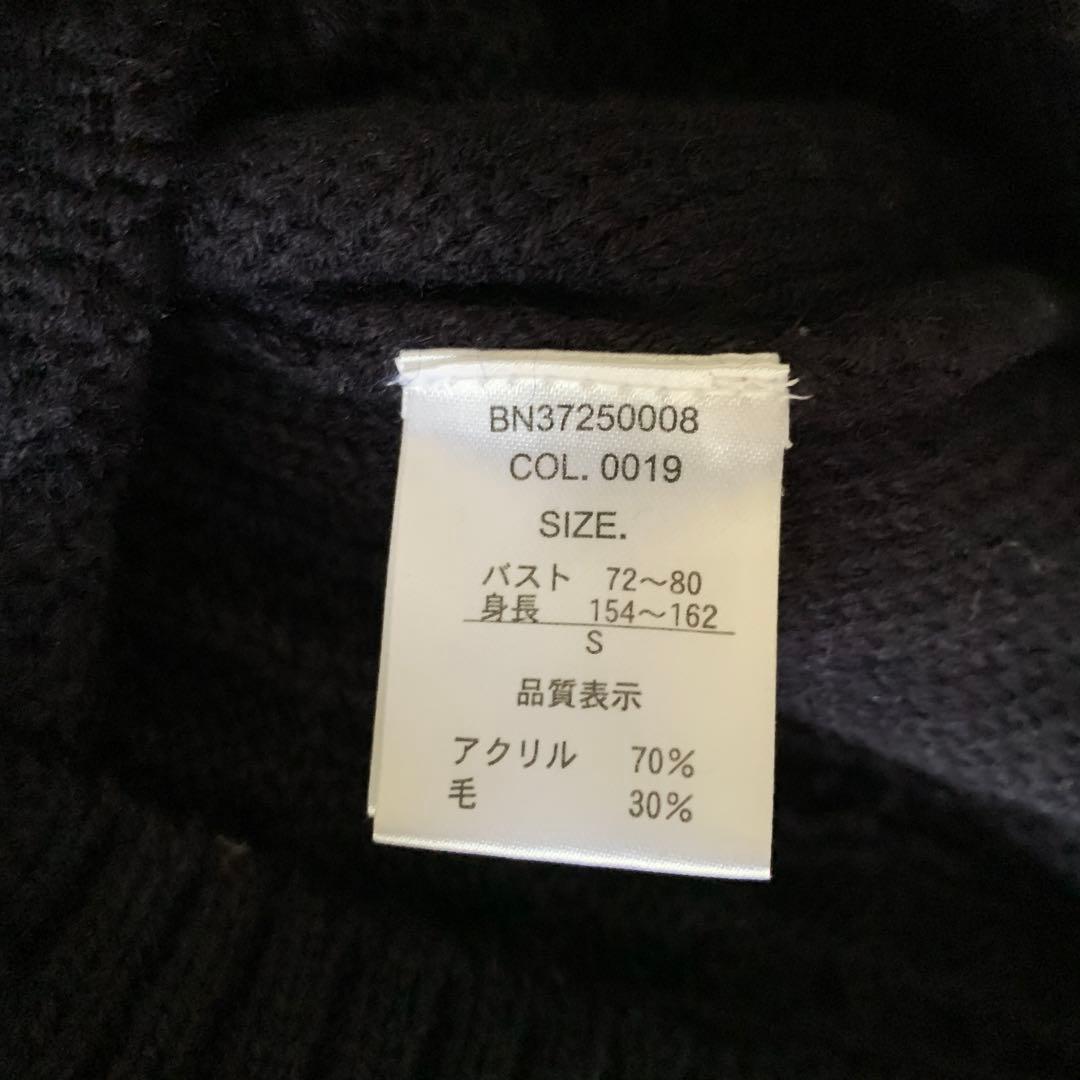 BN37250008
COL. 0019
SIZE.
バスト 72～80
身長 154～162
S
品質表示
アクリル 70%
毛 30%